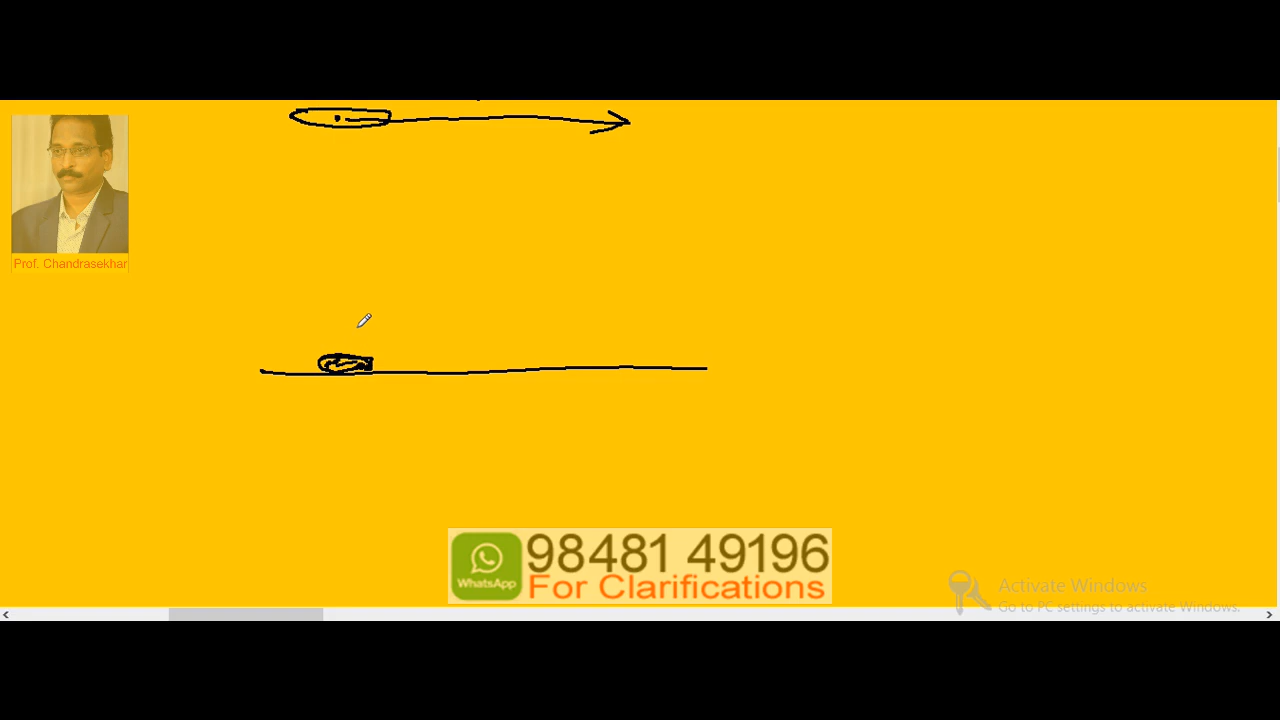 Prof. Chandrasekhar
98481 49196
WhatsApp
For Clarifications
Activate Windows
Go to PC settings to activate Windows.